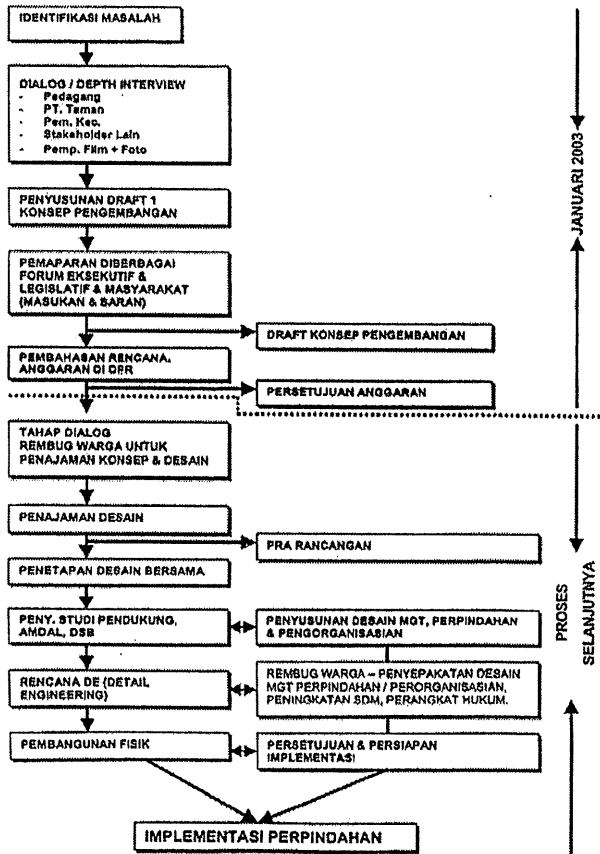 IDENTIFIKASI MASALAH
DIALOG / DEPTH INTERVIEW
- Pedagang
- PT. Taman
- Pem. Kec.
- Stakeholder Lain
- Pemp. Film + Foto
PENYUSUNAN DRAFT 1
KONSEP PENGEMBANGAN
PEMAPARAN DIBERBAGAI
FORUM EKSEKUTIF &
LEGISLATIF & MASYARAKAT
(MASUKAN & SARAN)
DRAFT KONSEP PENGEMBANGAN
PEMBAHASAN RENCANA,
ANGGARAN DI DPR
PERSETUJUAN ANGGARAN
JANUARI 2003
TAHAP DIALOG
REMBUG WARGA UNTUK
PENAJAMAN KONSEP & DESAIN
PENAJAMAN DESAIN
PRA RANCANGAN
PENETAPAN DESAIN BERSAMA
PENY. STUDI PENDUKUNG,
AMDAL, DSB
PENYUSUNAN DESAIN MGT, PERPINDAHAN
& PENGORGANISASIAN
RENCANA DE (DETAIL
ENGINEERING)
REMBUG WARGA – PENYEPAKATAN DESAIN
MGT PERPINDAHAN / PERORGANISASIAN,
PENINGKATAN SDM, PERANGKAT HUKUM.
PEMBANGUNAN FISIK
PERSETUJUAN & PERSIAPAN
IMPLEMENTASI
PROSES
SELANJUTNYA
IMPLEMENTASI PERPINDAHAN